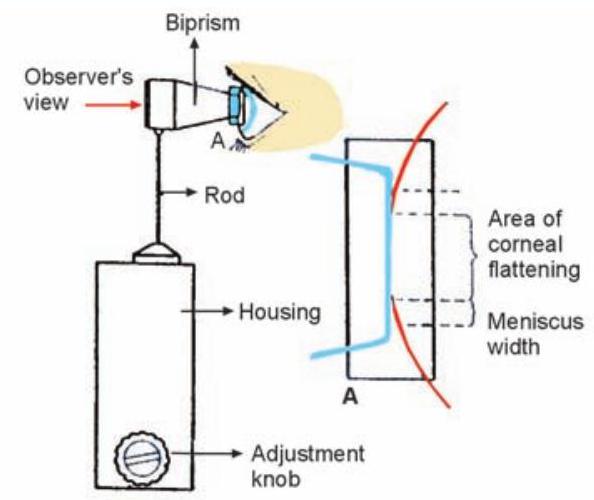 Biprism
Observer's
view
A
Rod
Area of
corneal
flattening
Housing
Meniscus
width
A
Adjustment
knob